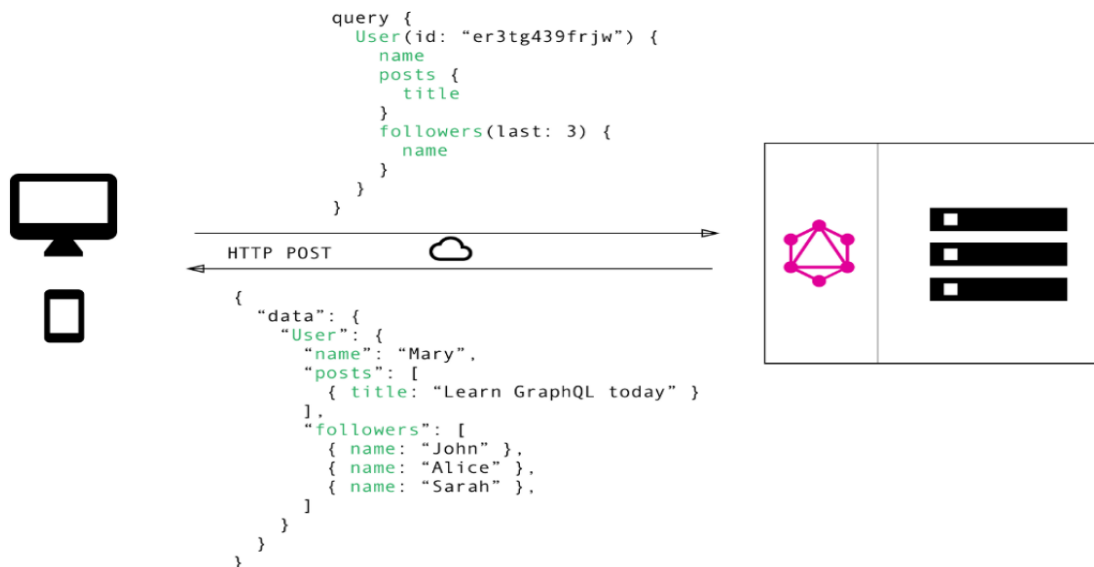 query {
User(id: “er3tg439frjw”) {
name
posts {
title
}
followers(last: 3) {
name
}
}
}
HTTP POST
{
“data”: {
“User”: {
“name”: “Mary”,
“posts”: [
{ title: “Learn GraphQL today” }
],
“followers”: [
{ name: “John” },
{ name: “Alice” },
{ name: “Sarah” },
]
}
}
}